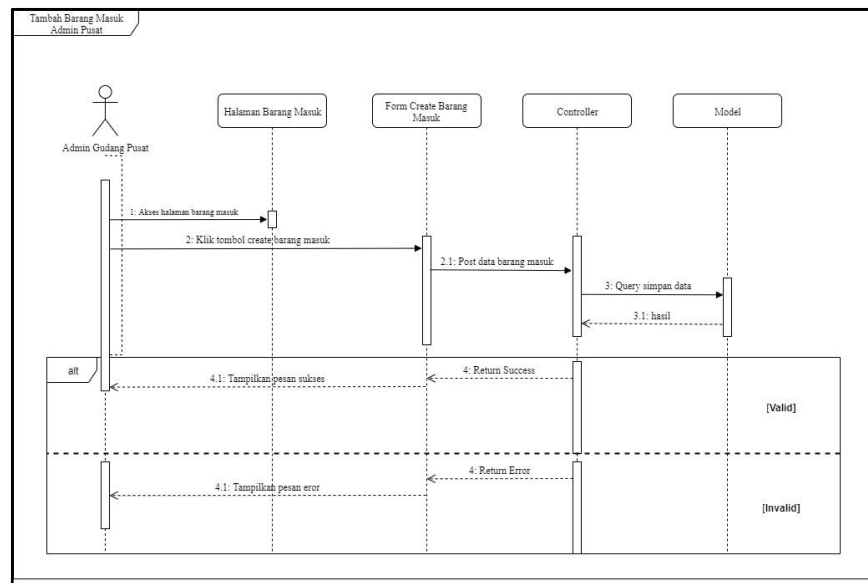 Tambah Barang Masuk
Admin Pusat
Halaman Barang Masuk
Form Create Barang
Masuk
Controller
Model
Admin Gudang Pusat
1: Akses halaman barang masuk
2: Klik tombol create barang masuk
2.1: Post data barang masuk
3: Query simpan data
3.1: hasil
alt
4: Return Success
4.1: Tampilkan pesan sukses
[Valid]
4: Return Error
4.1: Tampilkan pesan eror
[Invalid]